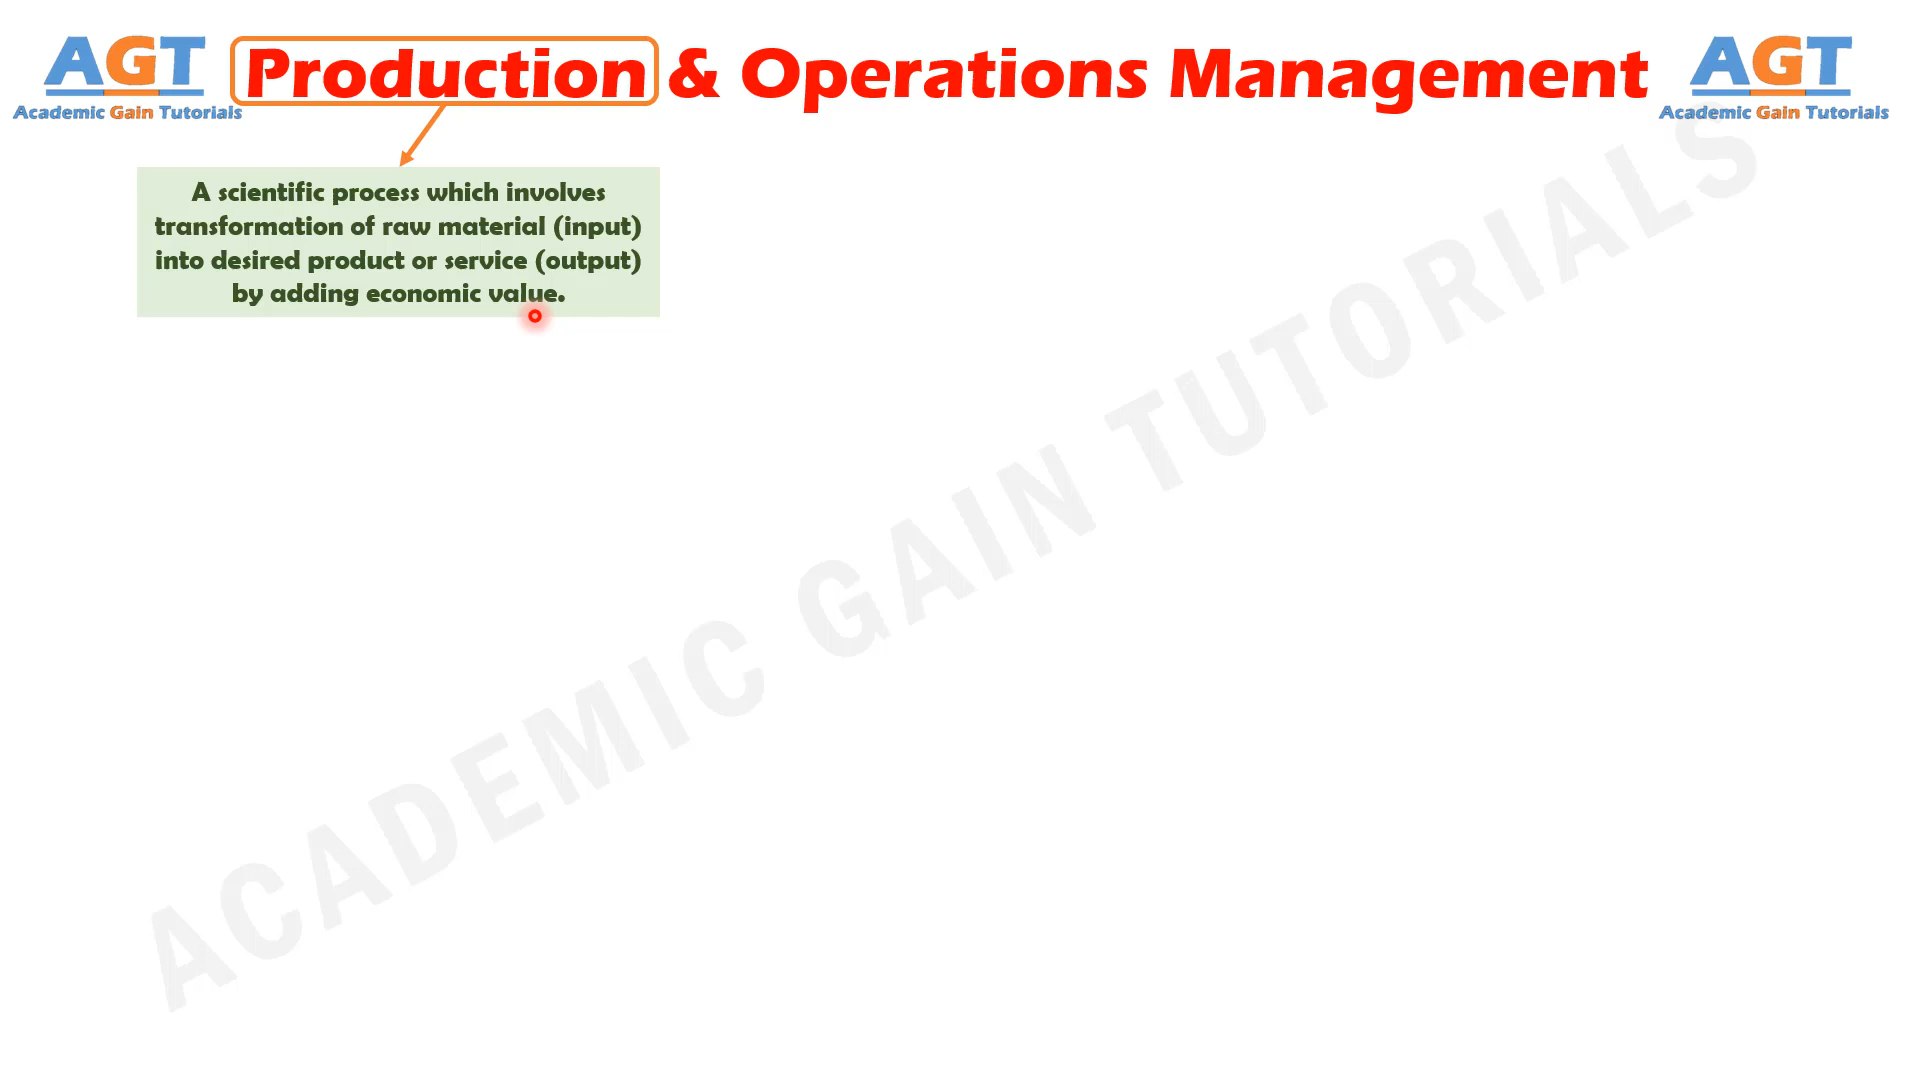 AGT
Academic Gain Tutorials
Production & Operations Management
AGT
Academic Gain Tutorials
A scientific process which involves
transformation of raw material (input)
into desired product or service (output)
by adding economic value.
ACADEMIC GAIN TUTORIALS